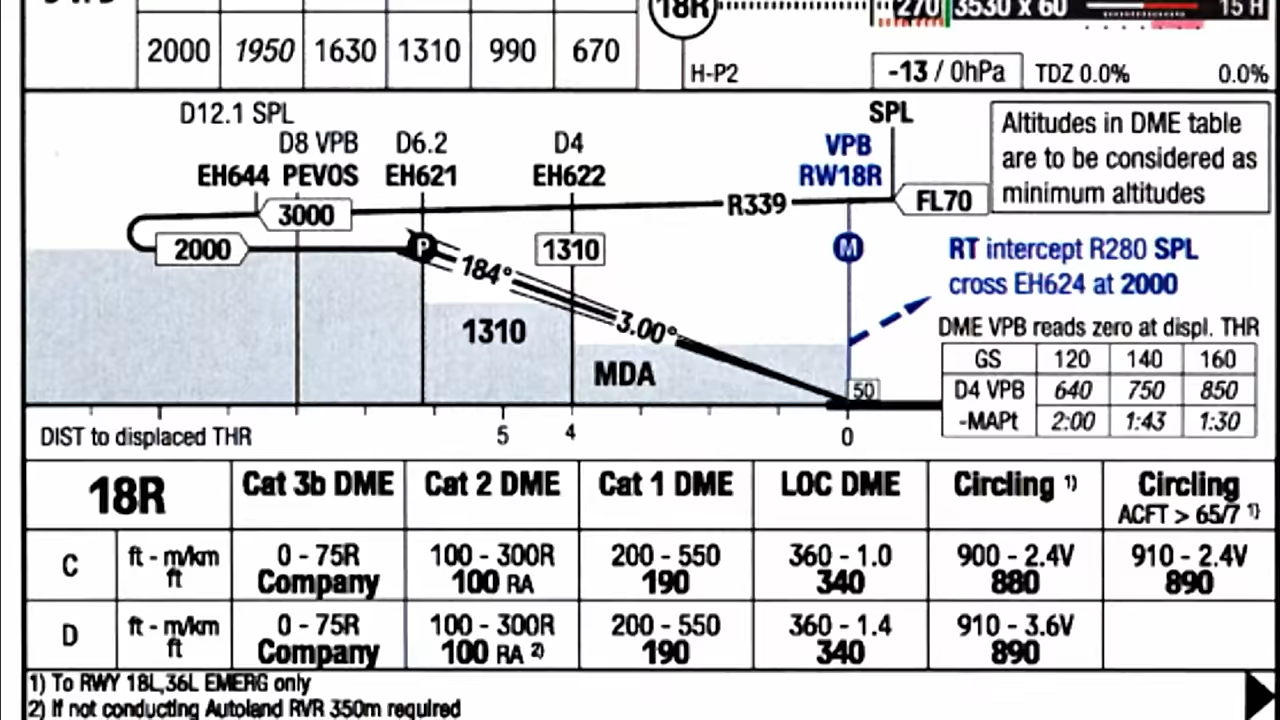 18R
270 3530 x 60 15 H
2000 1950 1630 1310 990 670
H-P2 -13 / 0hPa TDZ 0.0% 0.0%
D12.1 SPL
SPL
D8 VPB D6.2 D4 VPB
EH644 PEVOS EH621 EH622 RW18R
Altitudes in DME table
are to be considered as
minimum altitudes
3000 R339 FL70
2000 P 1310 M
184°
3.00°
RT intercept R280 SPL
cross EH624 at 2000
1310
MDA
50
DME VPB reads zero at displ. THR
GS 120 140 160
D4 VPB 640 750 850
-MAPt 2:00 1:43 1:30
DIST to displaced THR 5 4 0
18R Cat 3b DME Cat 2 DME Cat 1 DME LOC DME Circling 1) Circling
ACFT > 65/7 1)
C ft - m/km 0 - 75R 100 - 300R 200 - 550 360 - 1.0 900 - 2.4V 910 - 2.4V
ft Company 100 RA 190 340 880 890
D ft - m/km 0 - 75R 100 - 300R 200 - 550 360 - 1.4 910 - 3.6V
ft Company 100 RA 2) 190 340 890
1) To RWY 18L,36L EMERG only
2) If not conducting Autoland RVR 350m required